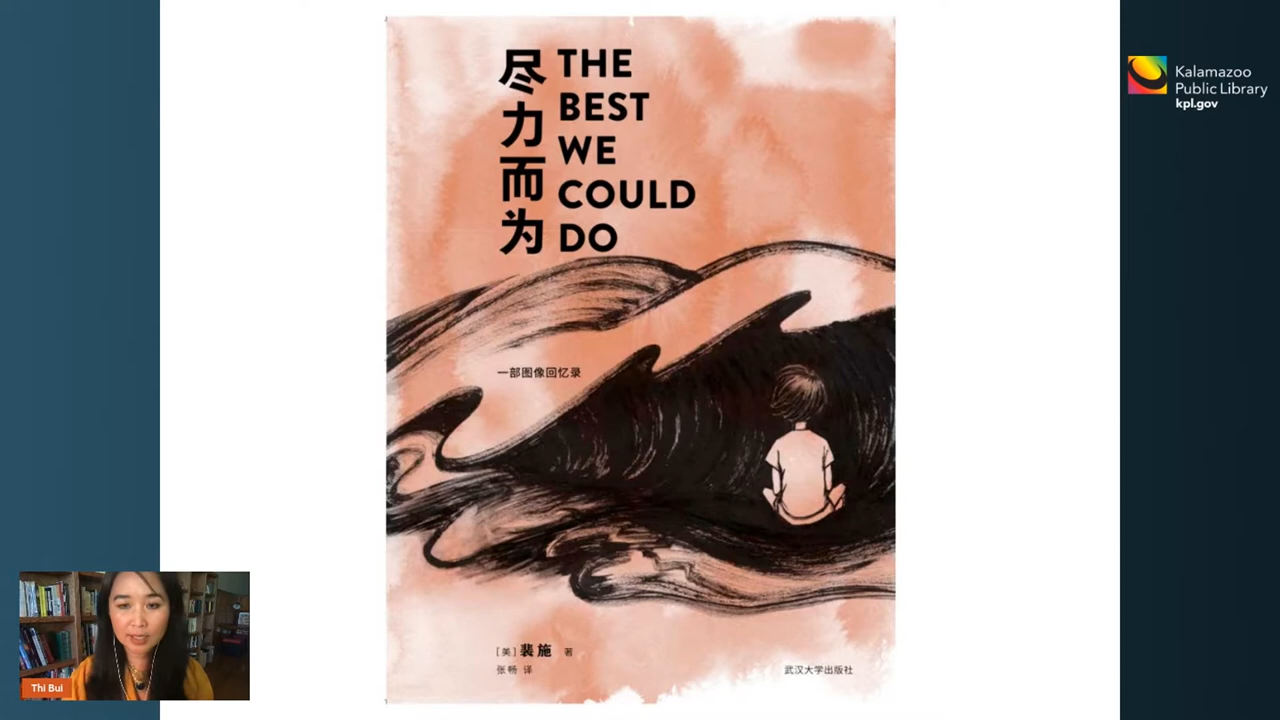 尽力而为
THE
BEST
WE
COULD
DO
一部图像回忆录
[美] 裴施 著
张畅 译
武汉大学出版社
Kalamazoo
Public Library
kpl.gov
Thi Bui